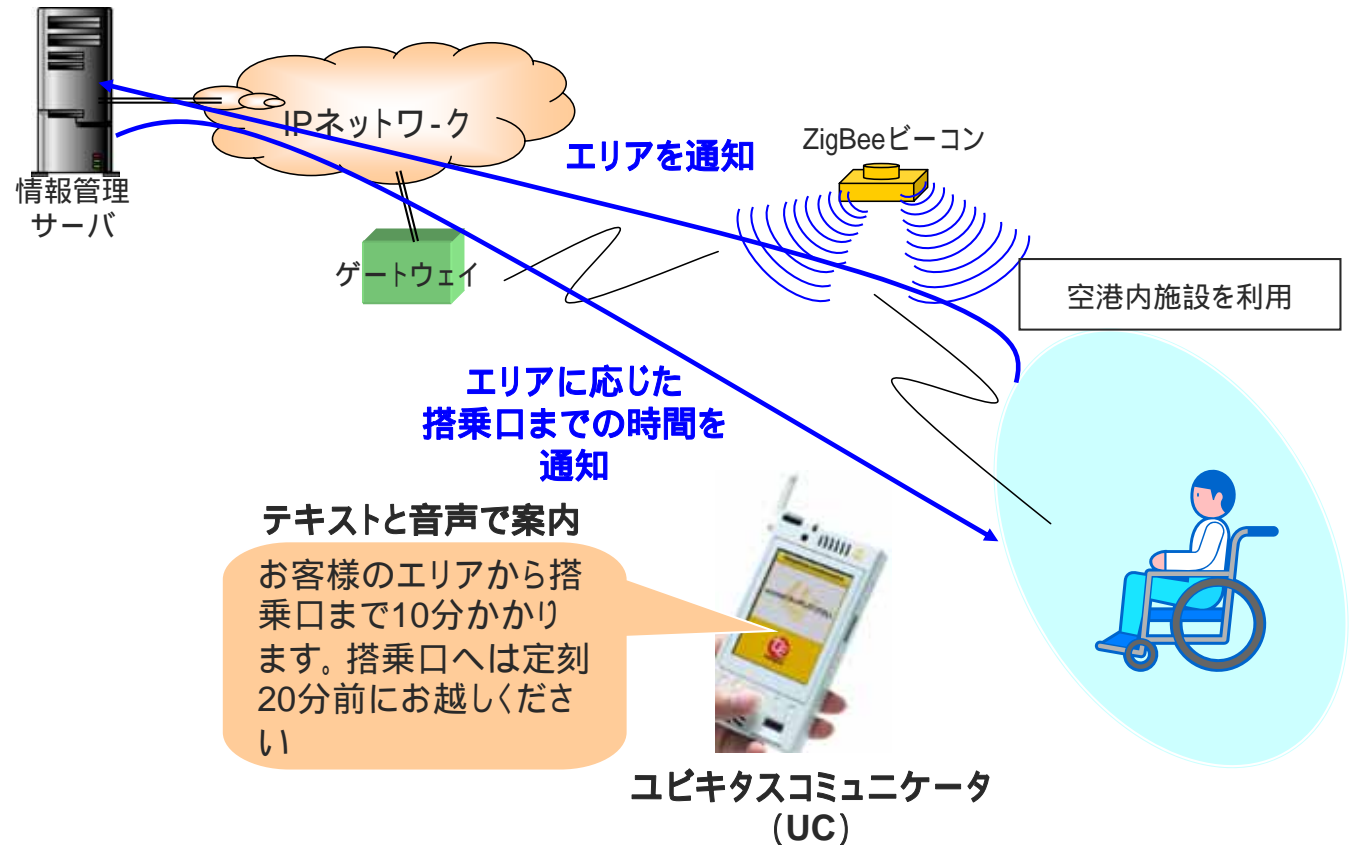 IPネットワ-ク
情報管理
サーバ
エリアを通知
ZigBeeビーコン
ゲートウェイ
空港内施設を利用
エリアに応じた
搭乗口までの時間を
通知
テキストと音声で案内
お客様のエリアから搭
乗口まで10分かかり
ます。搭乗口へは定刻
20分前にお越しくださ
い
ユビキタスコミュニケータ
(UC)